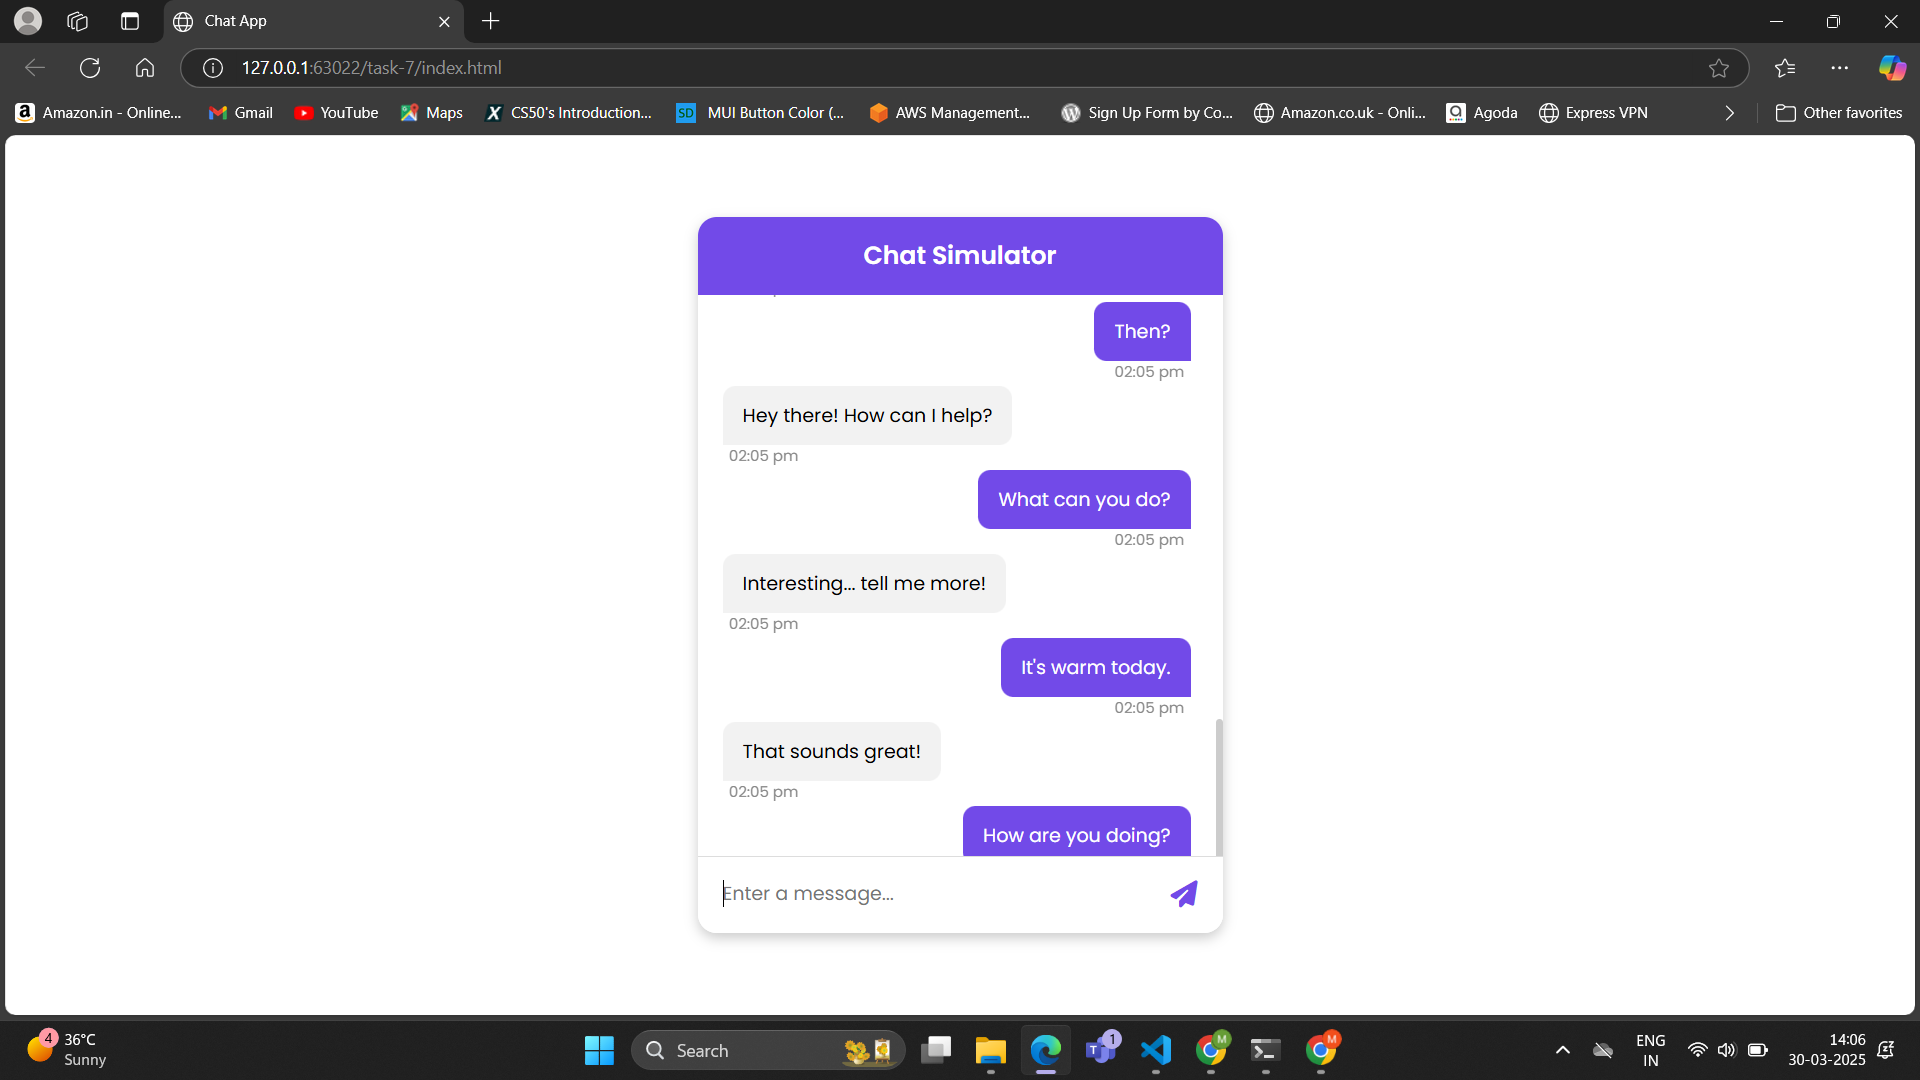 Chat App
127.0.0.1:63022/task-7/index.html
a Amazon.in - Online... Gmail YouTube Maps X CS50's Introduction... SD MUI Button Color (... AWS Management... Sign Up Form by Co... Amazon.co.uk - Onli... Agoda Express VPN Other favorites
Chat Simulator
Then?
02:05 pm
Hey there! How can I help?
02:05 pm
What can you do?
02:05 pm
Interesting... tell me more!
02:05 pm
It's warm today.
02:05 pm
That sounds great!
02:05 pm
How are you doing?
Enter a message...
4 36°C
Sunny
Search
T 1
M
M
ENG
IN
14:06
30-03-2025